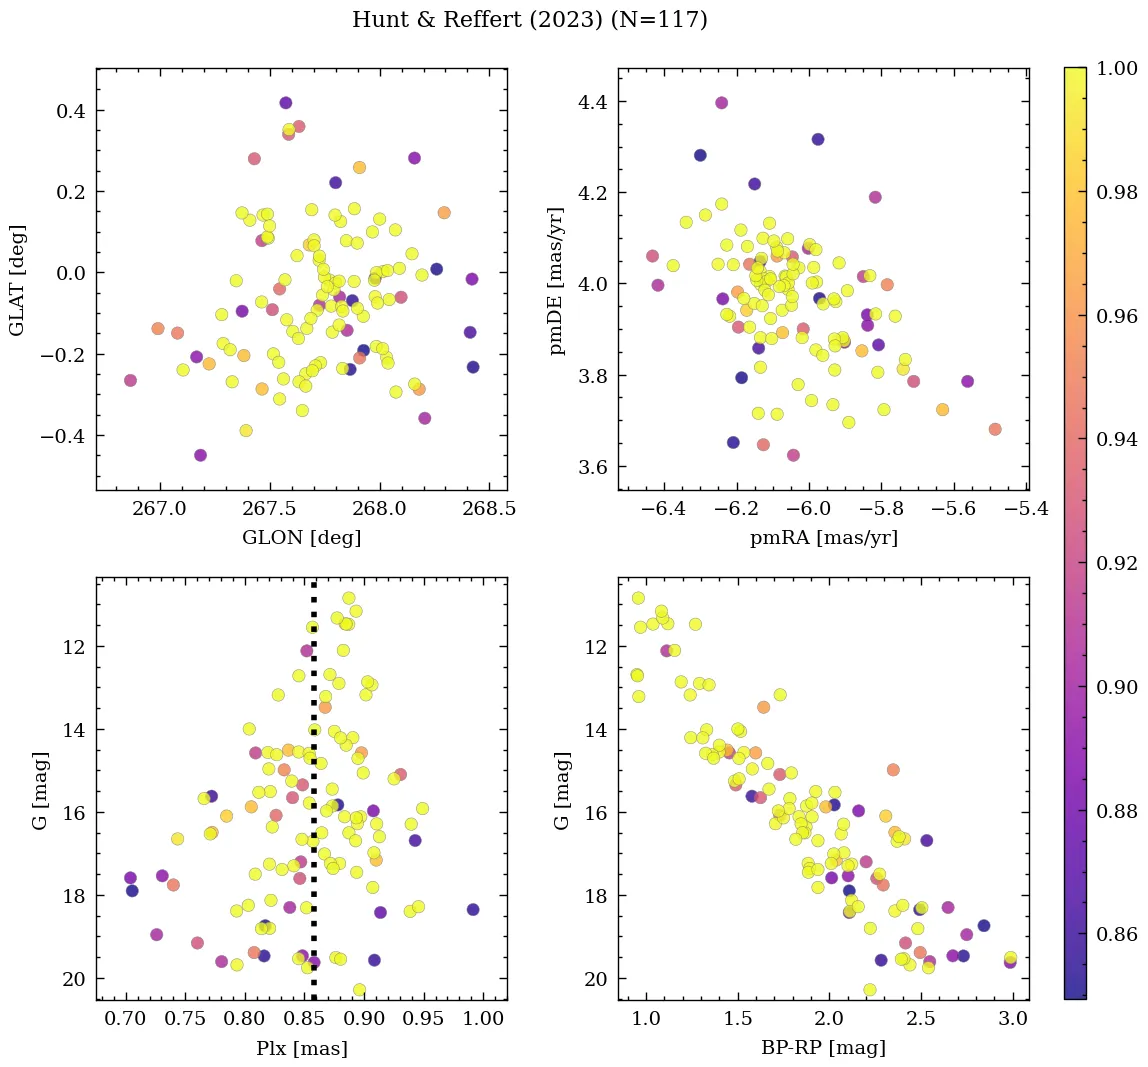 Hunt & Reffert (2023) (N=117)
0.4
0.2
0.0
−0.2
−0.4
GLAT [deg]
267.0 267.5 268.0 268.5
GLON [deg]
4.4
4.2
4.0
3.8
3.6
pmDE [mas/yr]
−6.4 −6.2 −6.0 −5.8 −5.6 −5.4
pmRA [mas/yr]
12
14
16
18
20
G [mag]
0.70 0.75 0.80 0.85 0.90 0.95 1.00
Plx [mas]
12
14
16
18
20
G [mag]
1.0 1.5 2.0 2.5 3.0
BP-RP [mag]
1.00
0.98
0.96
0.94
0.92
0.90
0.88
0.86